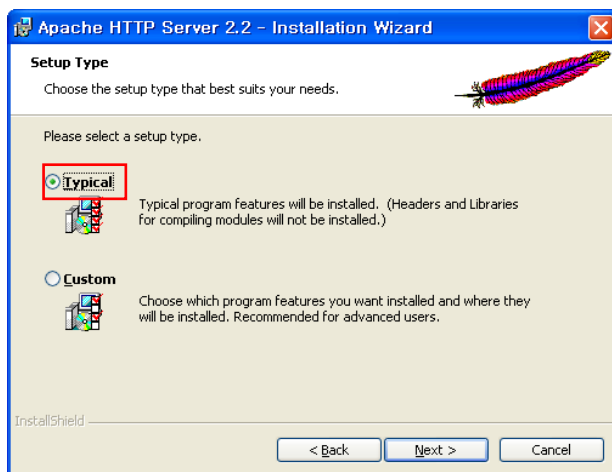 Apache HTTP Server 2.2 - Installation Wizard
Setup Type
Choose the setup type that best suits your needs.
Please select a setup type.
Typical
Typical program features will be installed. (Headers and Libraries
for compiling modules will not be installed.)
Custom
Choose which program features you want installed and where they
will be installed. Recommended for advanced users.
InstallShield
< Back
Next >
Cancel